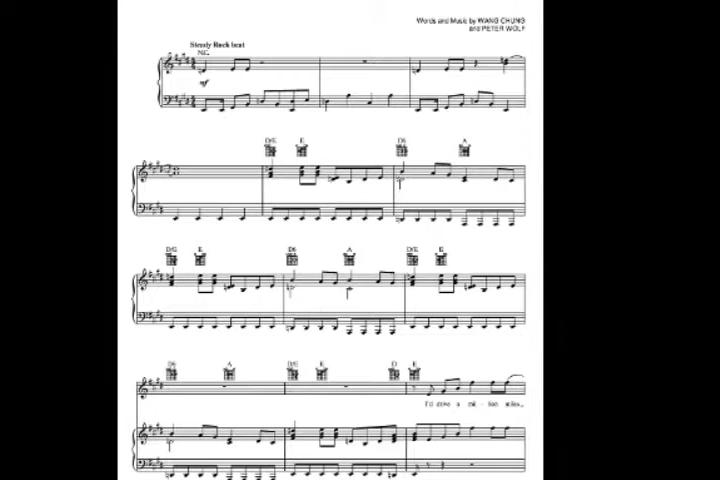 Words and Music by WANG CHUNG
and PETER WOLF
Steady Rock beat
N.C.
mf
D/E E D6 A
D/E E D6 A D/E E
D6 A D/E E D E
I'd drive a mil - lion miles,